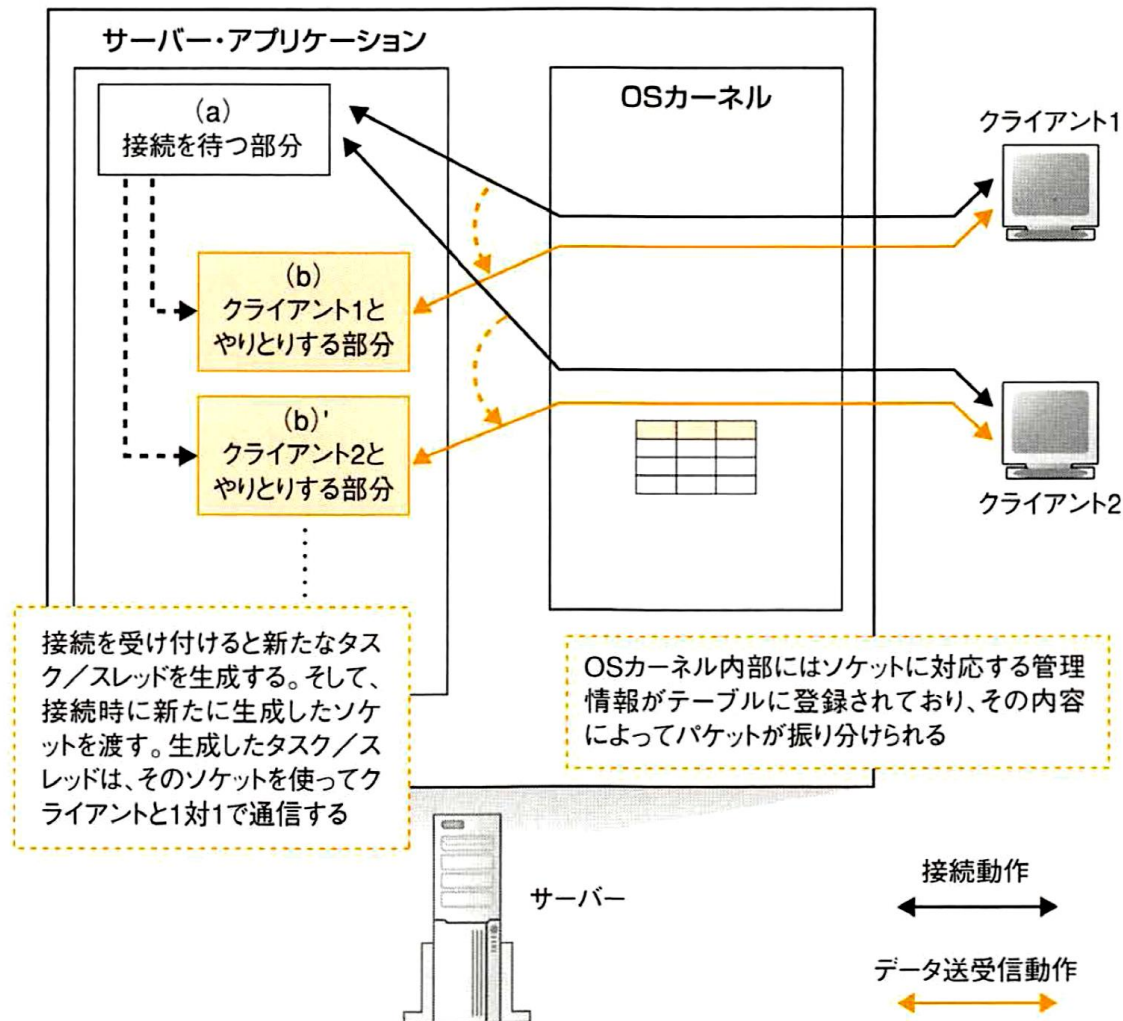 サーバー・アプリケーション
(a)
接続を待つ部分
OSカーネル
クライアント1
(b)
クライアント1と
やりとりする部分
(b)'
クライアント2と
やりとりする部分
クライアント2
接続を受け付けると新たなタス
ク／スレッドを生成する。そして、
接続時に新たに生成したソケ
ットを渡す。生成したタスク／ス
レッドは、そのソケットを使ってク
ライアントと1対1で通信する
OSカーネル内部にはソケットに対応する管理
情報がテーブルに登録されており、その内容
によってパケットが振り分けられる
サーバー
接続動作
データ送受信動作